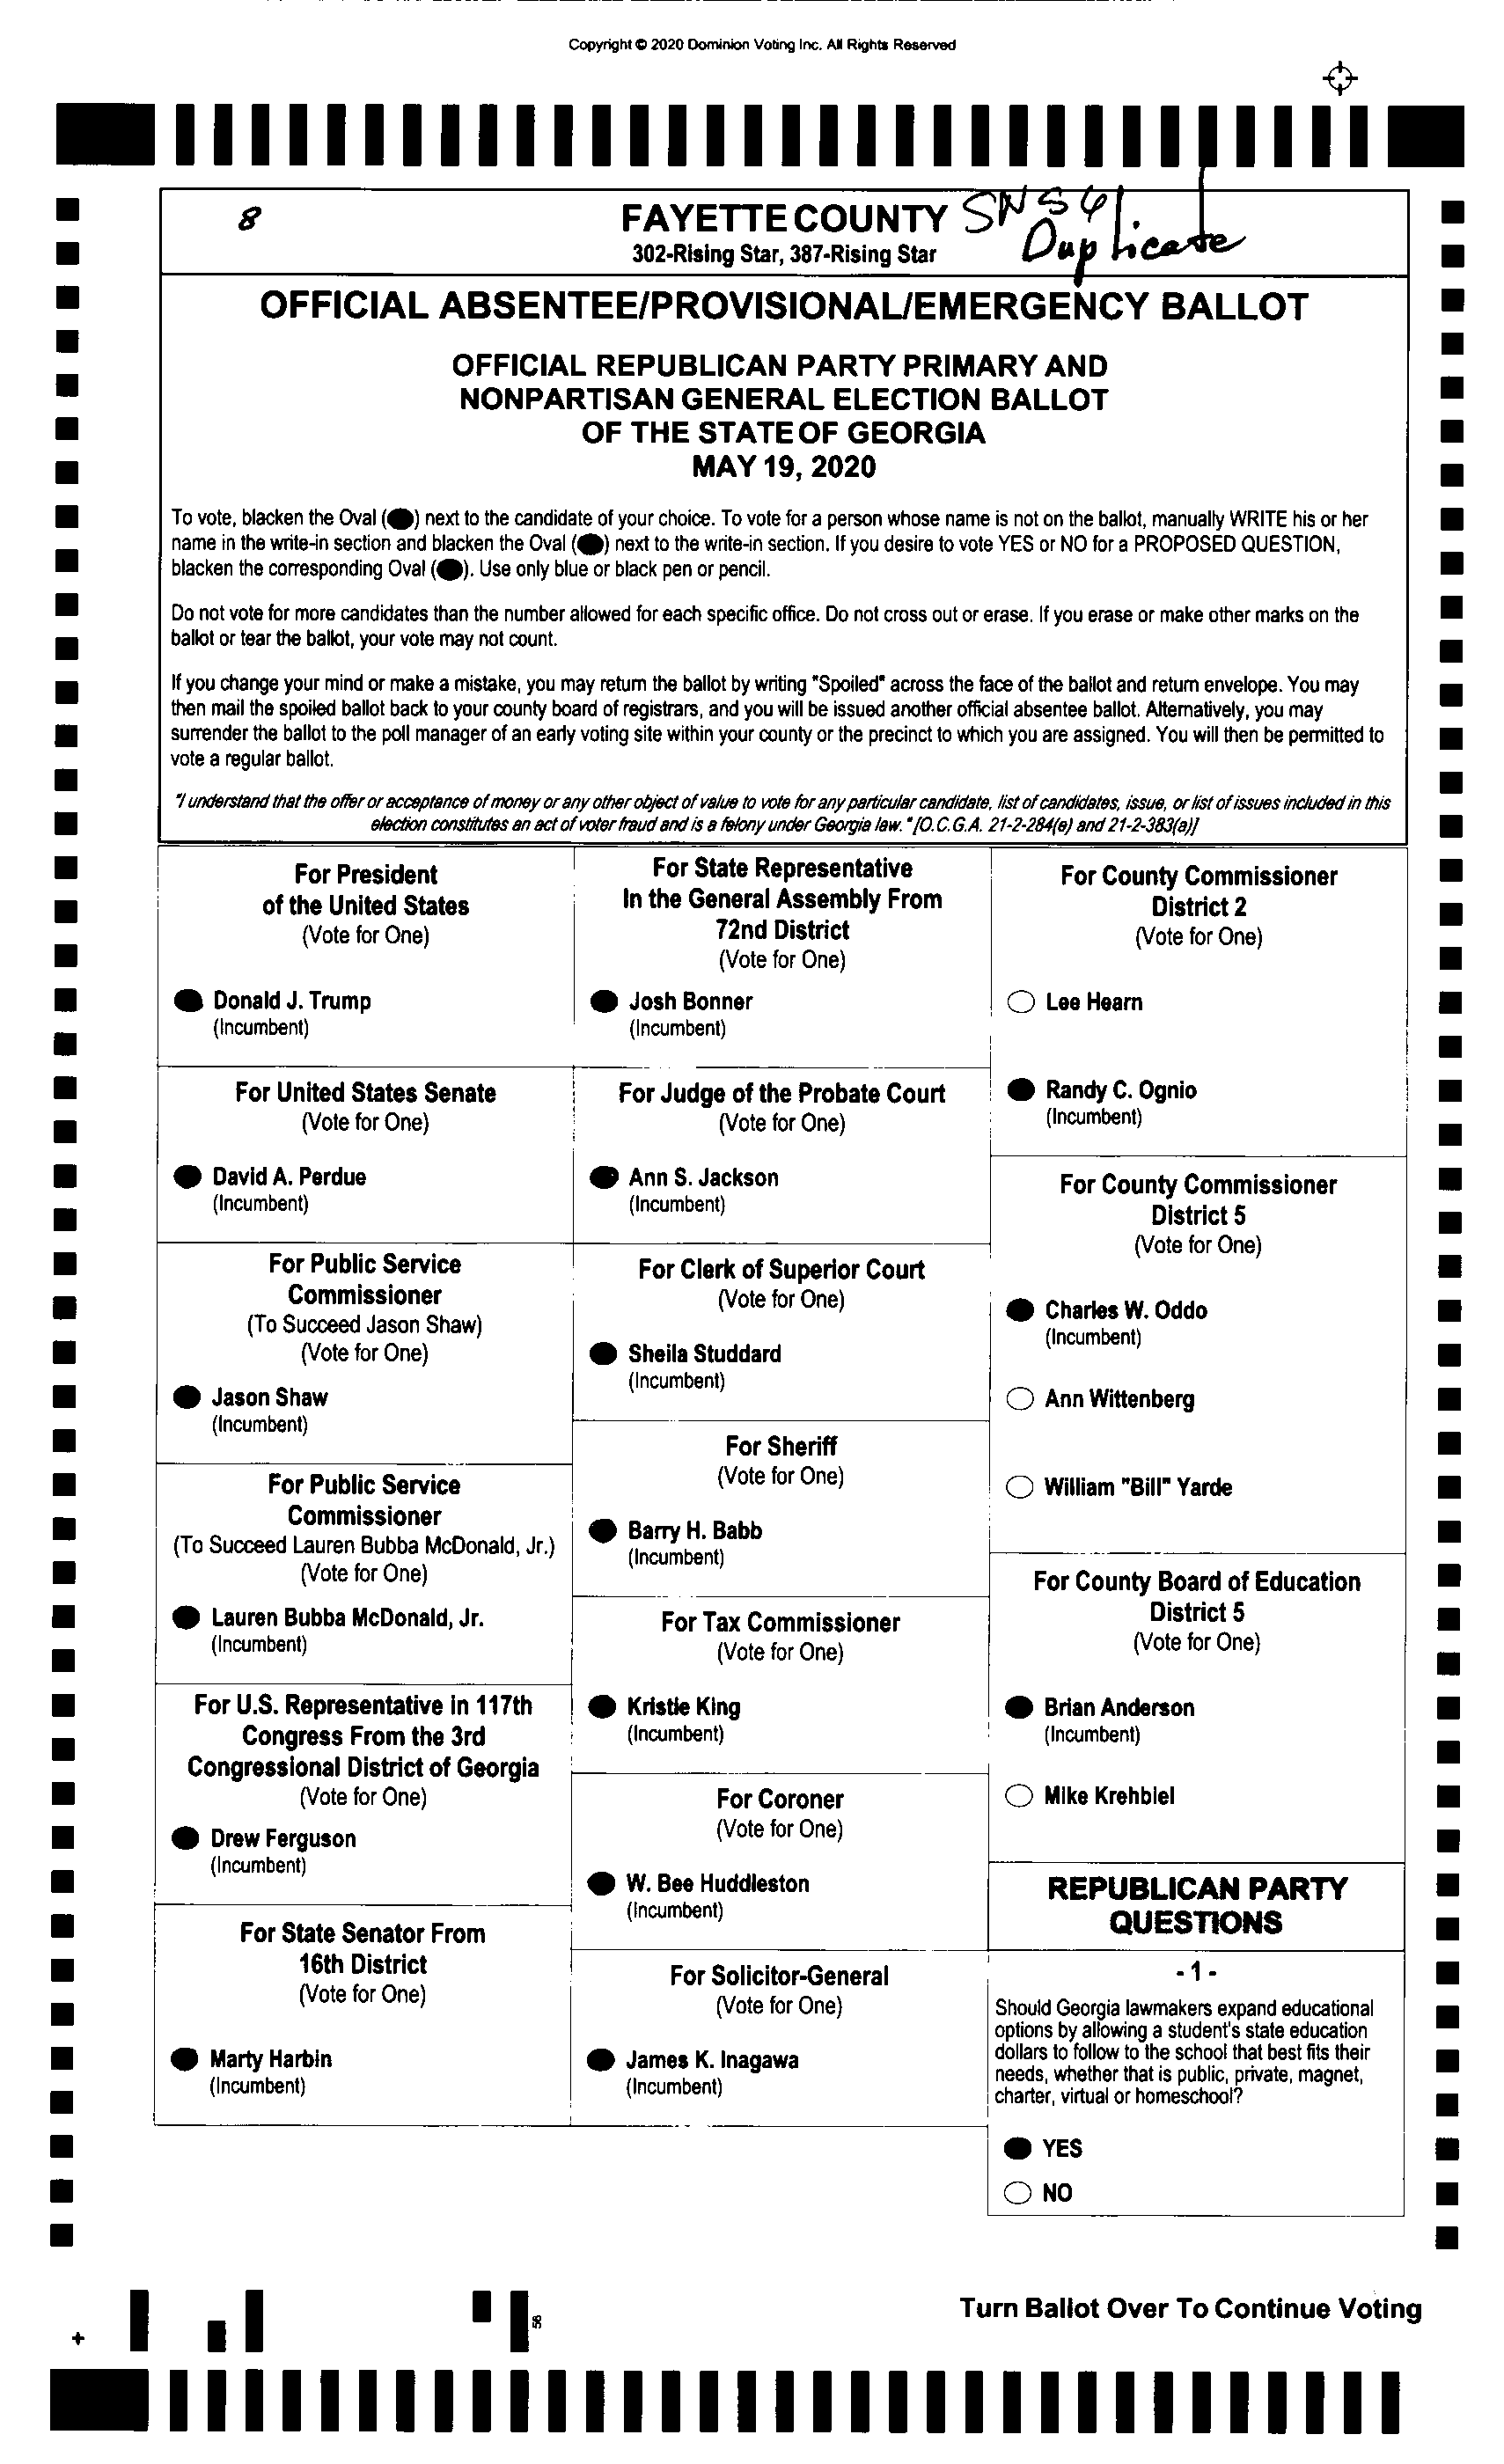 Copyright © 2020 Dominion Voting Inc. All Rights Reserved
8
FAYETTE COUNTY
302-Rising Star, 387-Rising Star
Duplicate
OFFICIAL ABSENTEE/PROVISIONAL/EMERGENCY BALLOT
OFFICIAL REPUBLICAN PARTY PRIMARY AND
NONPARTISAN GENERAL ELECTION BALLOT
OF THE STATE OF GEORGIA
MAY 19, 2020
To vote, blacken the Oval ( ) next to the candidate of your choice. To vote for a person whose name is not on the ballot, manually WRITE his or her
name in the write-in section and blacken the Oval ( ) next to the write-in section. If you desire to vote YES or NO for a PROPOSED QUESTION,
blacken the corresponding Oval ( ). Use only blue or black pen or pencil.
Do not vote for more candidates than the number allowed for each specific office. Do not cross out or erase. If you erase or make other marks on the
ballot or tear the ballot, your vote may not count.
If you change your mind or make a mistake, you may return the ballot by writing "Spoiled" across the face of the ballot and return envelope. You may
then mail the spoiled ballot back to your county board of registrars, and you will be issued another official absentee ballot. Alternatively, you may
surrender the ballot to the poll manager of an early voting site within your county or the precinct to which you are assigned. You will then be permitted to
vote a regular ballot.
"I understand that the offer or acceptance of money or any other object of value to vote for any particular candidate, list of candidates, issue, or list of issues included in this
election constitutes an act of voter fraud and is a felony under Georgia law." [O.C.G.A. 21-2-284(e) and 21-2-383(a)]
For President
of the United States
(Vote for One)
Donald J. Trump
(Incumbent)
For United States Senate
(Vote for One)
David A. Perdue
(Incumbent)
For Public Service
Commissioner
(To Succeed Jason Shaw)
(Vote for One)
Jason Shaw
(Incumbent)
For Public Service
Commissioner
(To Succeed Lauren Bubba McDonald, Jr.)
(Vote for One)
Lauren Bubba McDonald, Jr.
(Incumbent)
For U.S. Representative in 117th
Congress From the 3rd
Congressional District of Georgia
(Vote for One)
Drew Ferguson
(Incumbent)
For State Senator From
16th District
(Vote for One)
Marty Harbin
(Incumbent)
For State Representative
In the General Assembly From
72nd District
(Vote for One)
Josh Bonner
(Incumbent)
For Judge of the Probate Court
(Vote for One)
Ann S. Jackson
(Incumbent)
For Clerk of Superior Court
(Vote for One)
Sheila Studdard
(Incumbent)
For Sheriff
(Vote for One)
Barry H. Babb
(Incumbent)
For Tax Commissioner
(Vote for One)
Kristie King
(Incumbent)
For Coroner
(Vote for One)
W. Bee Huddleston
(Incumbent)
For Solicitor-General
(Vote for One)
James K. Inagawa
(Incumbent)
For County Commissioner
District 2
(Vote for One)
Lee Hearn
Randy C. Ognio
(Incumbent)
For County Commissioner
District 5
(Vote for One)
Charles W. Oddo
(Incumbent)
Ann Wittenberg
William "Bill" Yarde
For County Board of Education
District 5
(Vote for One)
Brian Anderson
(Incumbent)
Mike Krehbiel
REPUBLICAN PARTY
QUESTIONS
- 1 -
Should Georgia lawmakers expand educational
options by allowing a student's state education
dollars to follow to the school that best fits their
needs, whether that is public, private, magnet,
charter, virtual or homeschool?
YES
NO
56
Turn Ballot Over To Continue Voting